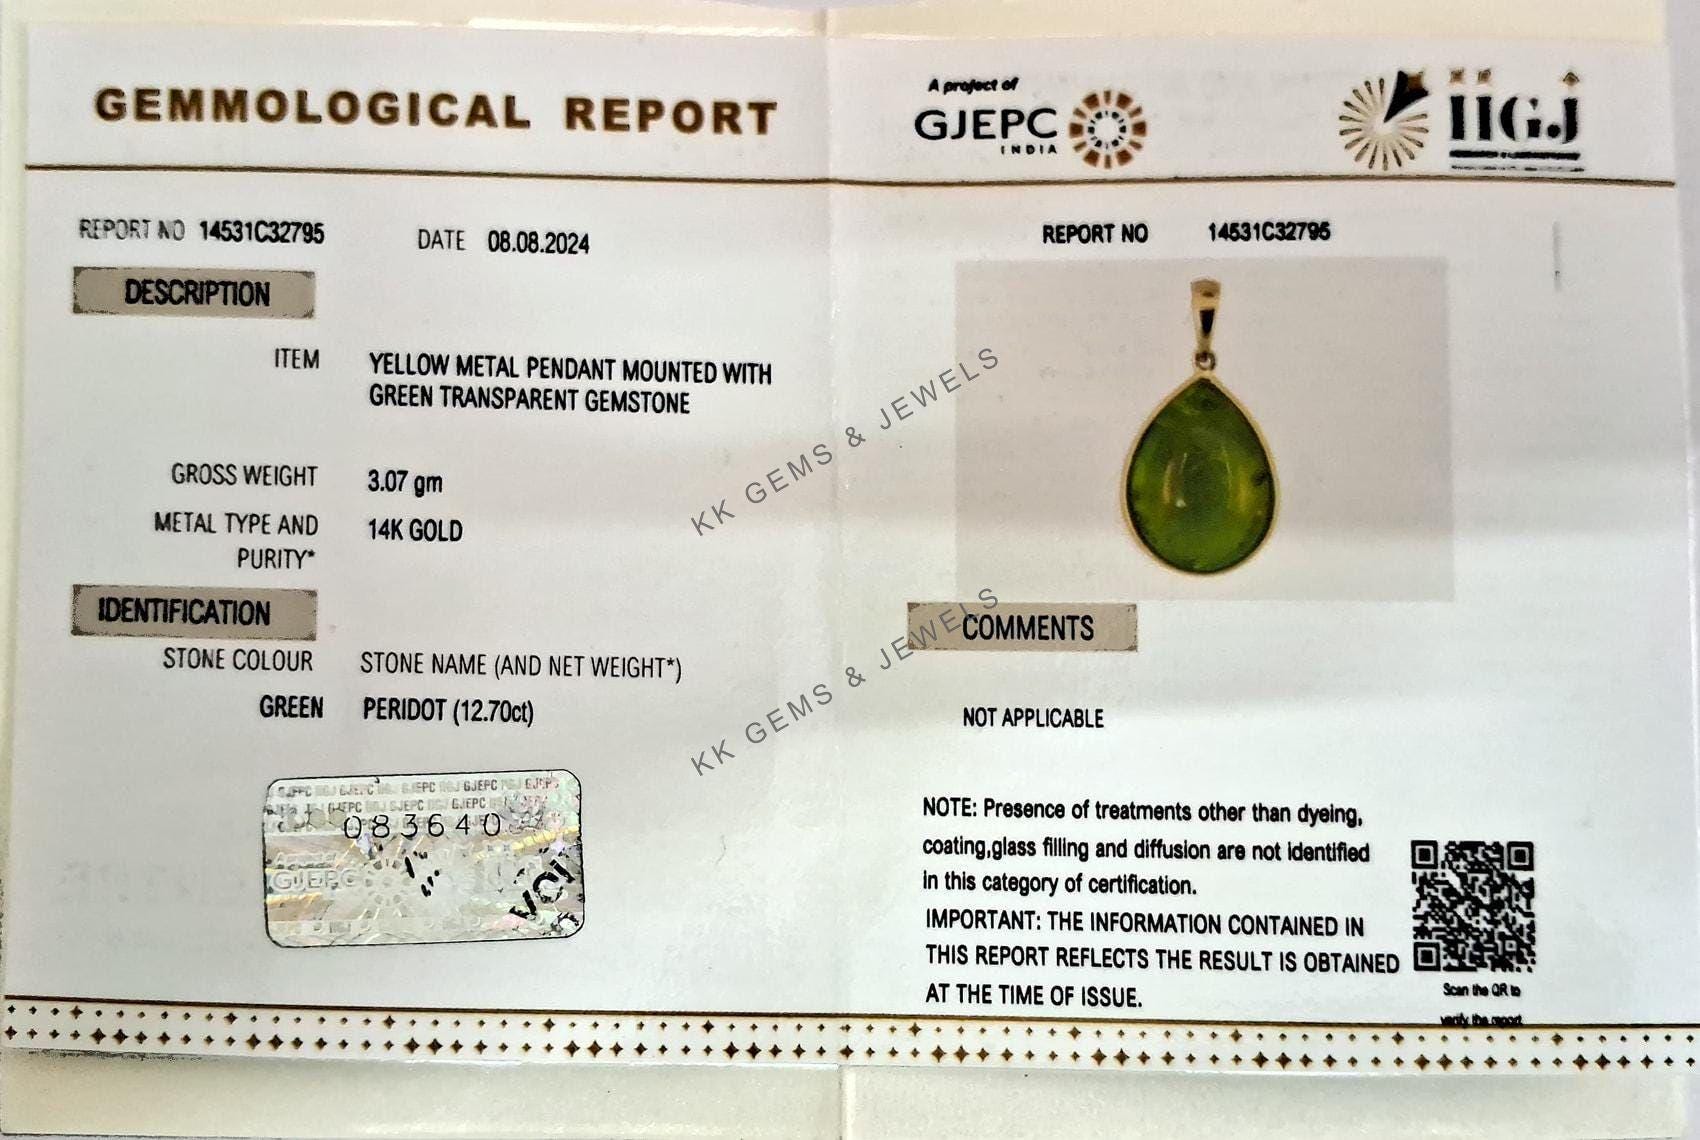 GEMMOLOGICAL REPORT
A project of
GJEPC
INDIA
IIGJ
REPORT NO 14531C32795
DATE 08.08.2024
DESCRIPTION
ITEM YELLOW METAL PENDANT MOUNTED WITH
GREEN TRANSPARENT GEMSTONE
GROSS WEIGHT 3.07 gm
METAL TYPE AND 14K GOLD
PURITY*
IDENTIFICATION
STONE COLOUR STONE NAME (AND NET WEIGHT*)
GREEN PERIDOT (12.70ct)
083640
GJEPC
REPORT NO 14531C32795
KK GEMS & JEWELS
KK GEMS & JEWELS
COMMENTS
NOT APPLICABLE
NOTE: Presence of treatments other than dyeing,
coating,glass filling and diffusion are not identified
in this category of certification.
IMPORTANT: THE INFORMATION CONTAINED IN
THIS REPORT REFLECTS THE RESULT IS OBTAINED
AT THE TIME OF ISSUE.
Scan the QR to
verify the report